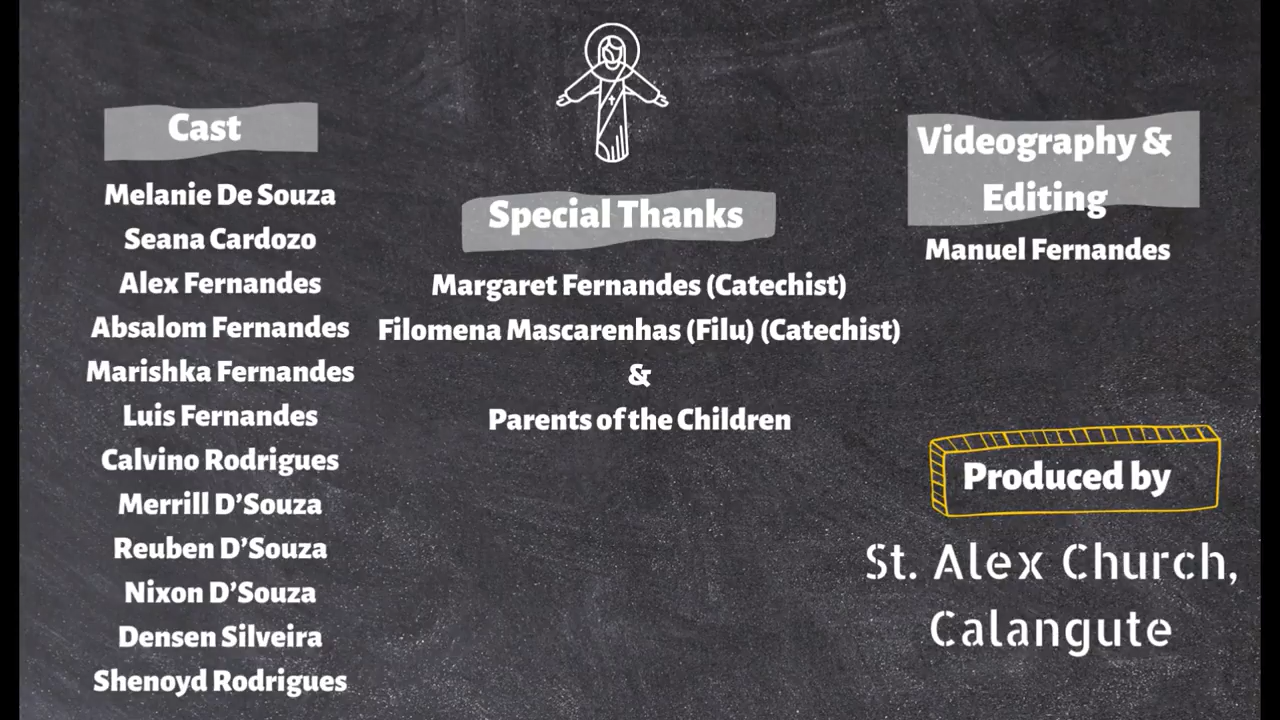 Cast
Melanie De Souza
Seana Cardozo
Alex Fernandes
Absalom Fernandes
Marishka Fernandes
Luis Fernandes
Calvino Rodrigues
Merrill D'Souza
Reuben D'Souza
Nixon D'Souza
Densen Silveira
Shenoyd Rodrigues
Special Thanks
Margaret Fernandes (Catechist)
Filomena Mascarenhas (Filu) (Catechist)
&
Parents of the Children
Videography &
Editing
Manuel Fernandes
Produced by
St. Alex Church,
Calangute